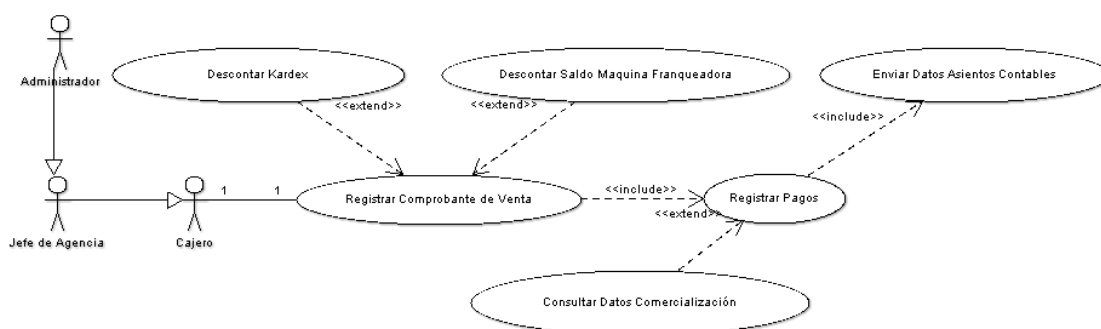 Administrador
Descontar Kardex
Descontar Saldo Maquina Franqueadora
Enviar Datos Asientos Contables
<<extend>>
<<extend>>
<<include>>
1
1
Registrar Comprobante de Venta
<<include>>
Registrar Pagos
<<extend>>
Jefe de Agencia
Cajero
Consultar Datos Comercialización